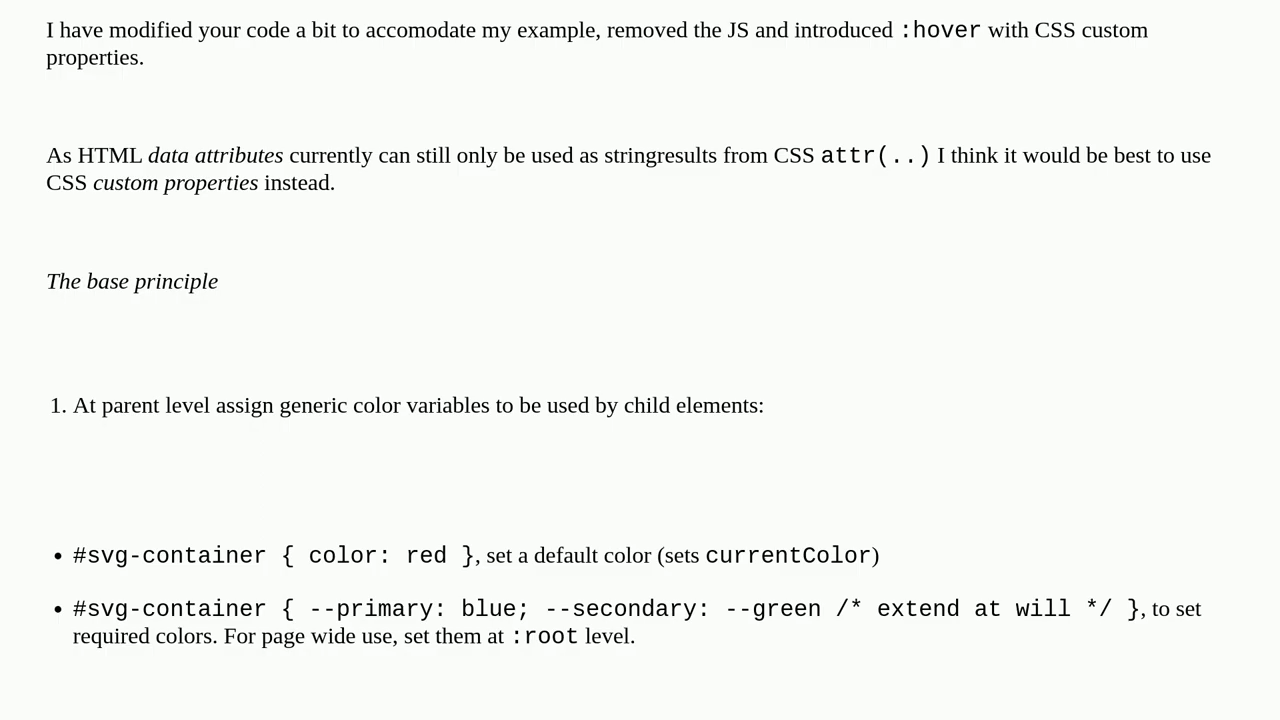 I have modified your code a bit to accomodate my example, removed the JS and introduced :hover with CSS custom
properties.
As HTML data attributes currently can still only be used as stringresults from CSS attr(..) I think it would be best to use
CSS custom properties instead.
The base principle
1. At parent level assign generic color variables to be used by child elements:
• #svg-container { color: red }, set a default color (sets currentColor)
• #svg-container { --primary: blue; --secondary: --green /* extend at will */ }, to set
required colors. For page wide use, set them at :root level.